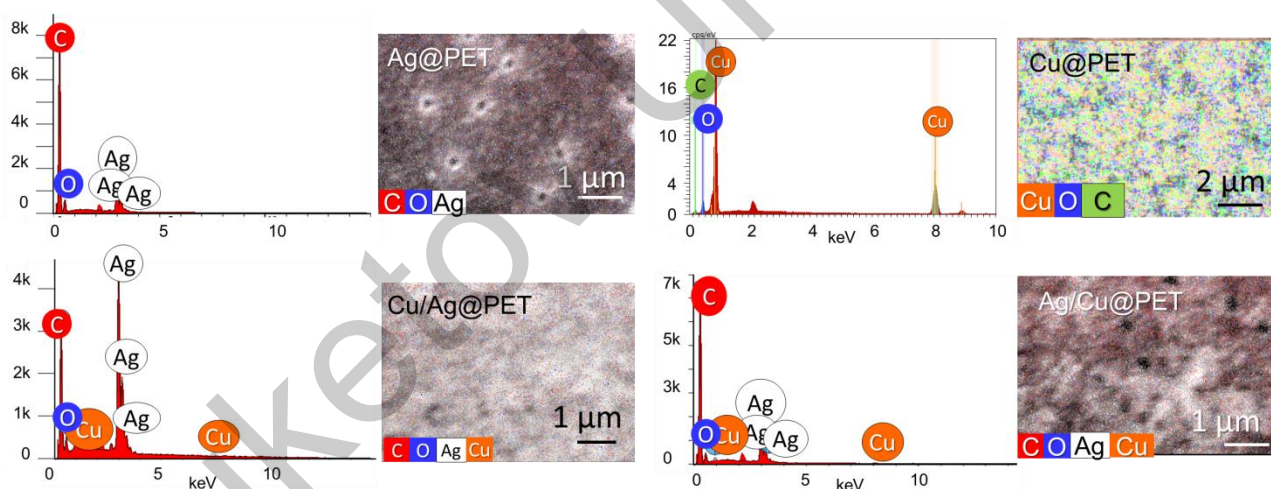 8k
6k
4k
2k
0
C
O
Ag
Ag
Ag
0
5
10
Ag@PET
1 μm
C O Ag
22
16
10
4
0
cps/eV
Cu
C
O
Cu
0 2 4 6 8 10
keV
Cu@PET
2 μm
Cu O C
4k
3k
2k
1k
0
Ag
C
Ag
Ag
O
Cu
Cu
0
5
10
keV
Cu/Ag@PET
1 μm
C O Ag Cu
7k
5k
3k
1k
0
C
Ag
Ag
Ag
O
Cu
Cu
0
5
10
keV
Ag/Cu@PET
1 μm
C O Ag Cu